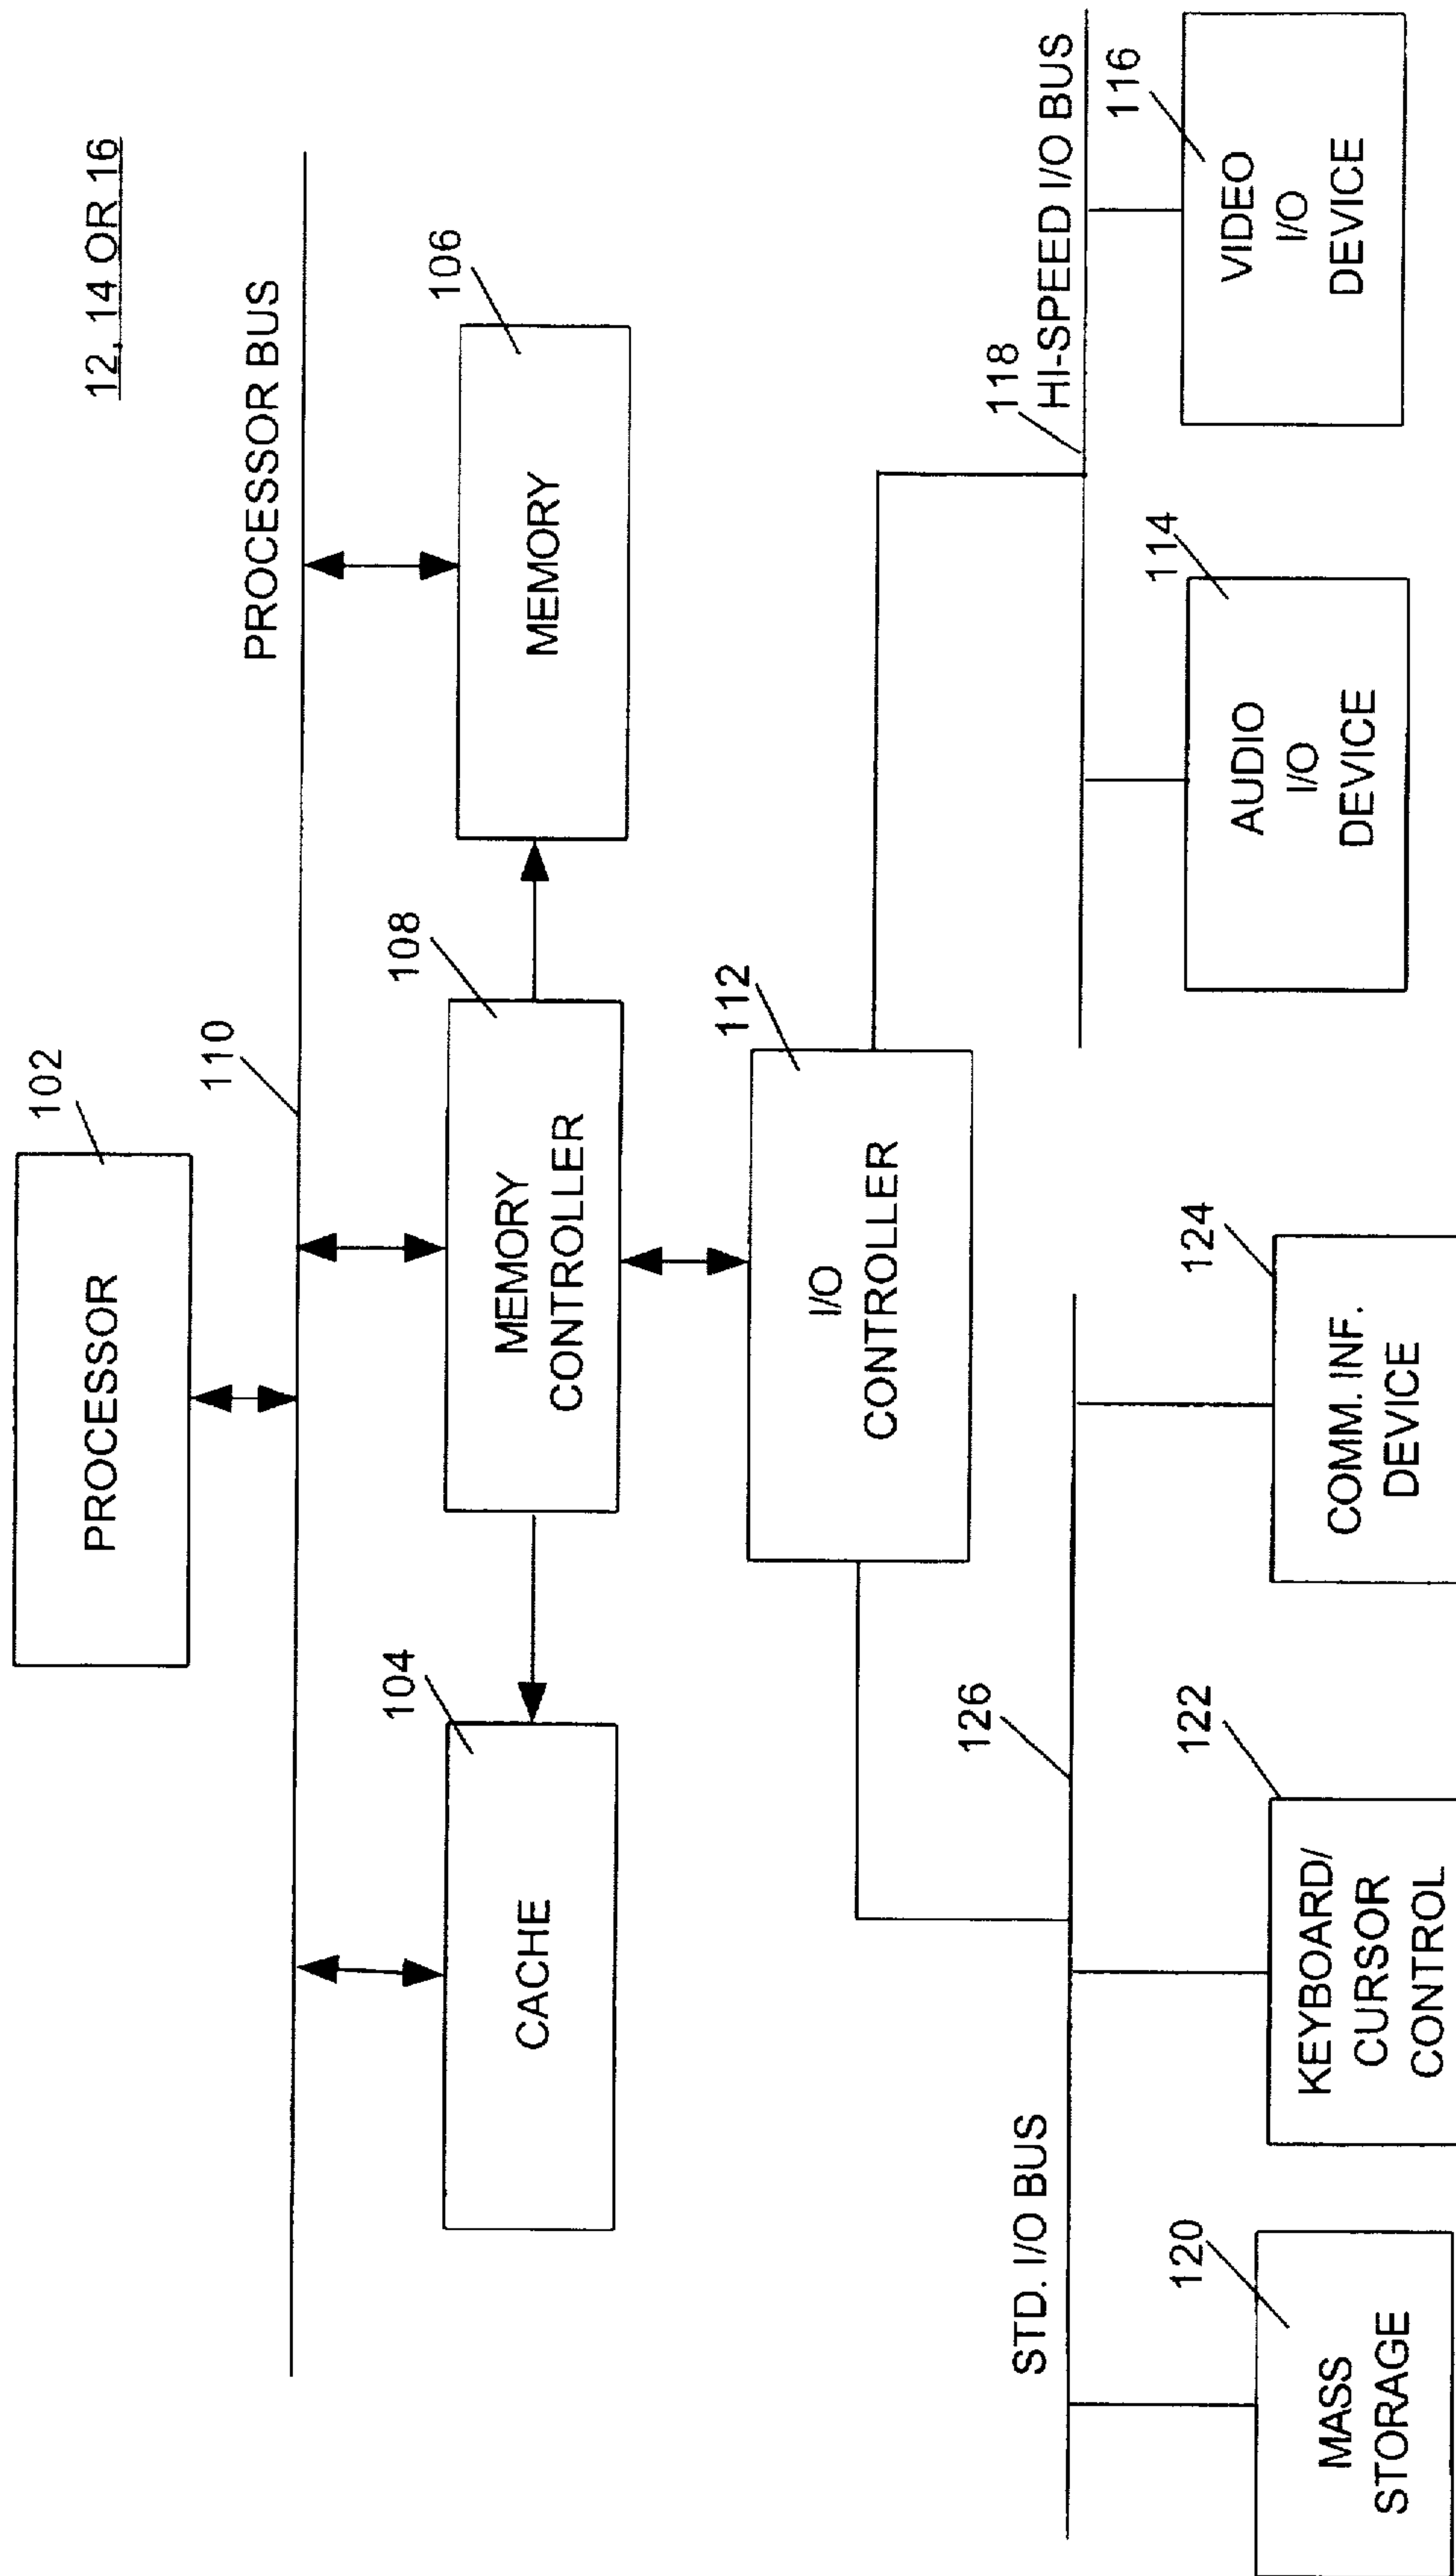 12, 14 OR 16
102
PROCESSOR
110
PROCESSOR BUS
104
CACHE
108
MEMORY
CONTROLLER
106
MEMORY
112
I/O
CONTROLLER
STD. I/O BUS
126
118
HI-SPEED I/O BUS
120
MASS
STORAGE
122
KEYBOARD/
CURSOR
CONTROL
124
COMM. INF.
DEVICE
114
AUDIO
I/O
DEVICE
116
VIDEO
I/O
DEVICE